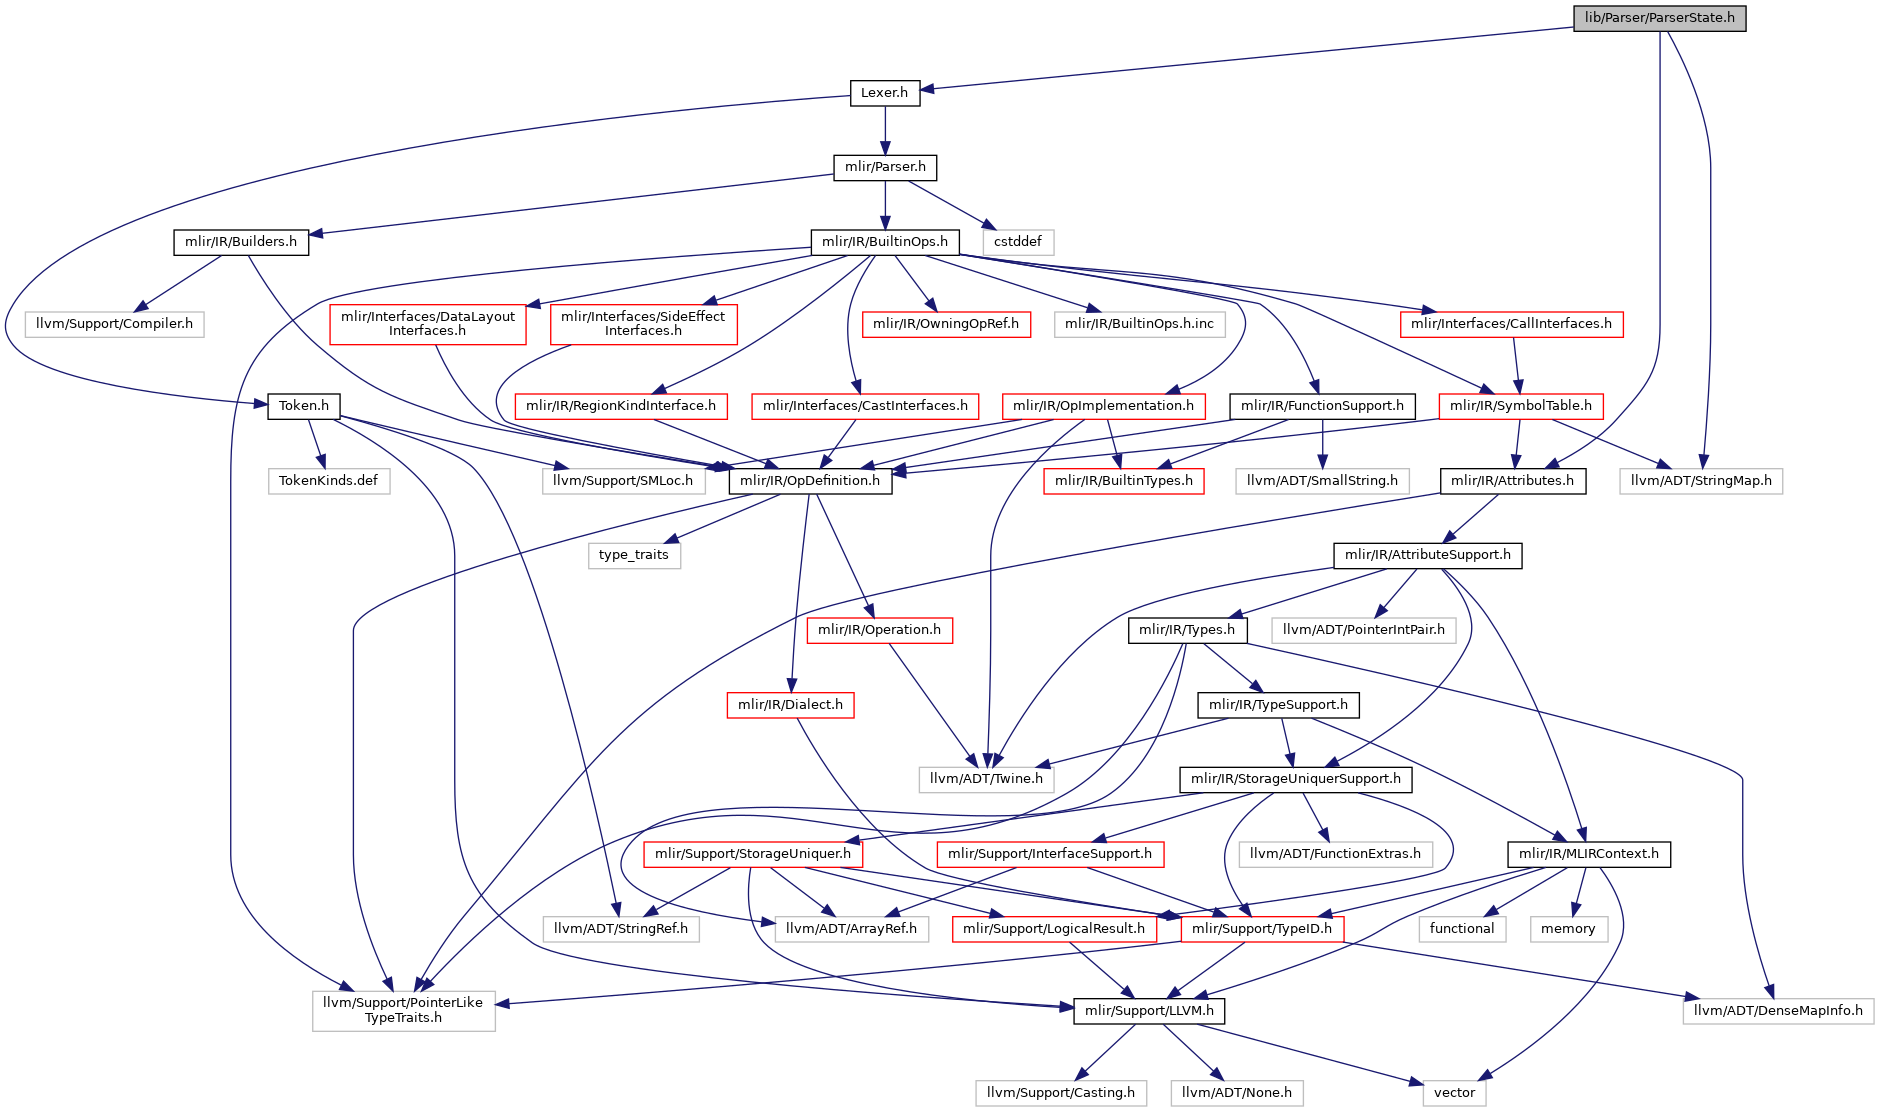 lib/Parser/ParserState.h
Lexer.h
mlir/Parser.h
mlir/IR/Builders.h
mlir/IR/BuiltinOps.h
cstddef
llvm/Support/Compiler.h
mlir/Interfaces/DataLayout
Interfaces.h
mlir/Interfaces/SideEffect
Interfaces.h
mlir/IR/OwningOpRef.h
mlir/IR/BuiltinOps.h.inc
mlir/Interfaces/CallInterfaces.h
Token.h
mlir/IR/RegionKindInterface.h
mlir/Interfaces/CastInterfaces.h
mlir/IR/OpImplementation.h
mlir/IR/FunctionSupport.h
mlir/IR/SymbolTable.h
TokenKinds.def
llvm/Support/SMLoc.h
mlir/IR/OpDefinition.h
mlir/IR/BuiltinTypes.h
llvm/ADT/SmallString.h
mlir/IR/Attributes.h
llvm/ADT/StringMap.h
type_traits
mlir/IR/AttributeSupport.h
mlir/IR/Operation.h
mlir/IR/Types.h
llvm/ADT/PointerIntPair.h
mlir/IR/Dialect.h
mlir/IR/TypeSupport.h
llvm/ADT/Twine.h
mlir/IR/StorageUniquerSupport.h
mlir/Support/StorageUniquer.h
mlir/Support/InterfaceSupport.h
llvm/ADT/FunctionExtras.h
mlir/IR/MLIRContext.h
llvm/ADT/StringRef.h
llvm/ADT/ArrayRef.h
mlir/Support/LogicalResult.h
mlir/Support/TypeID.h
functional
memory
llvm/Support/PointerLike
TypeTraits.h
mlir/Support/LLVM.h
llvm/ADT/DenseMapInfo.h
llvm/Support/Casting.h
llvm/ADT/None.h
vector